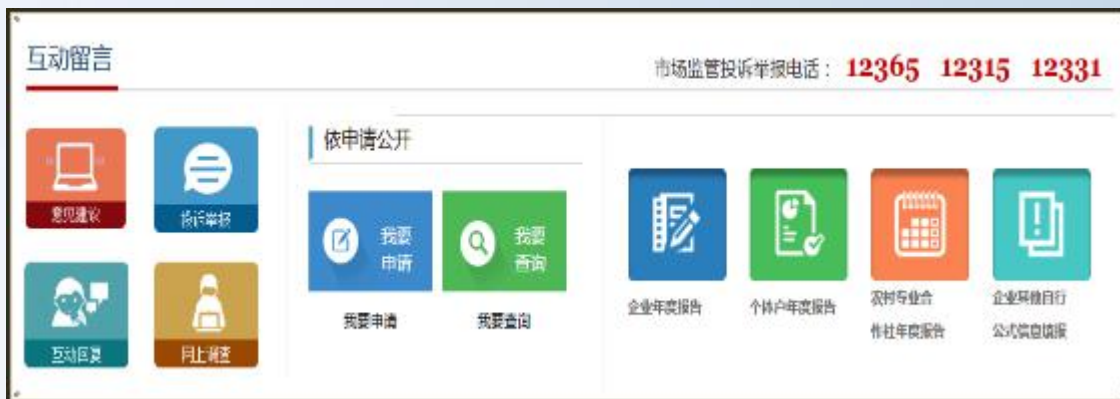 互动留言
市场监管投诉举报电话： 12365 12315 12331
意见建议
投诉举报
互动回复
网上调查
依申请公开
我要
申请
我要
查询
我要申请
我要查询
企业年度报告
个体户年度报告
农村专业合
作社年度报告
企业其他自行
公式信息填报